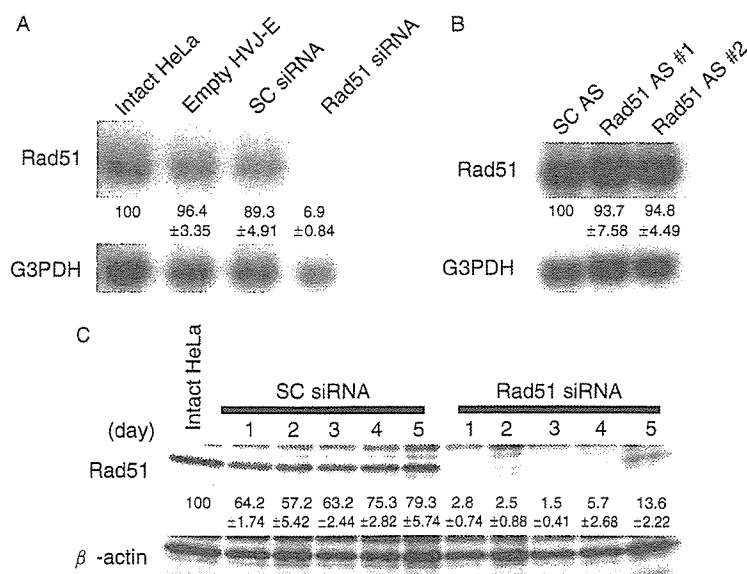 A
Intact HeLa
Empty HVJ-E
SC siRNA
Rad51 siRNA
Rad51
100 96.4 89.3 6.9
±3.35 ±4.91 ±0.84
G3PDH
B
SC AS
Rad51 AS #1
Rad51 AS #2
Rad51
100 93.7 94.8
±7.58 ±4.49
G3PDH
C
Intact HeLa
SC siRNA Rad51 siRNA
(day) 1 2 3 4 5 1 2 3 4 5
Rad51
100 64.2 57.2 63.2 75.3 79.3 2.8 2.5 1.5 5.7 13.6
±1.74 ±5.42 ±2.44 ±2.82 ±5.74 ±0.74 ±0.88 ±0.41 ±2.68 ±2.22
β -actin